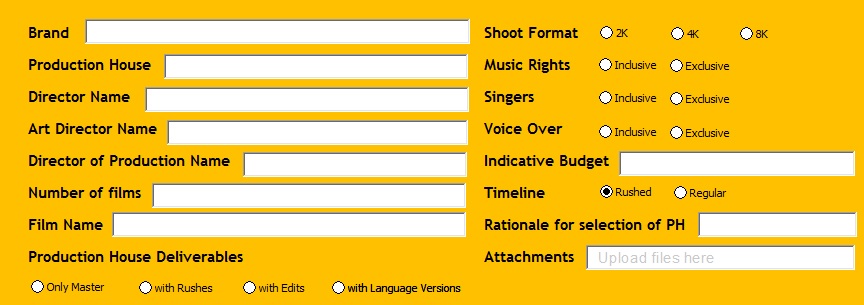 Brand
Production House
Director Name
Art Director Name
Director of Production Name
Number of films
Film Name
Production House Deliverables
Only Master with Rushes with Edits with Language Versions
Shoot Format 2K 4K 8K
Music Rights Inclusive Exclusive
Singers Inclusive Exclusive
Voice Over Inclusive Exclusive
Indicative Budget
Timeline Rushed Regular
Rationale for selection of PH
Attachments Upload files here